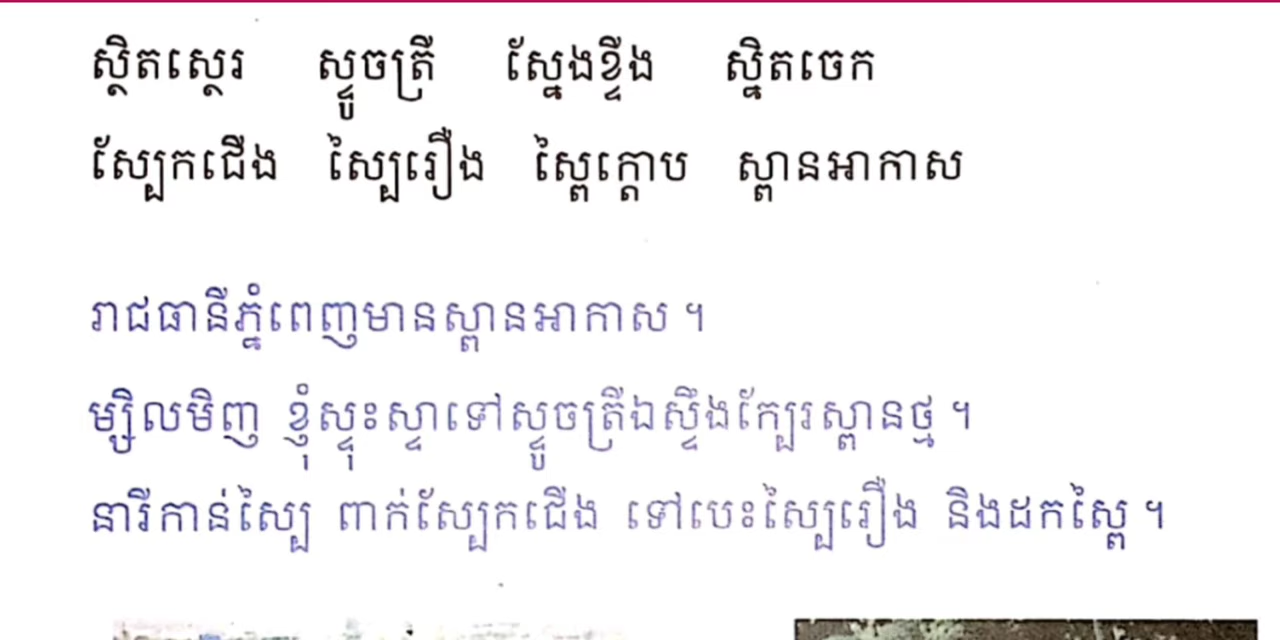 ស្ថិតស្ថេរ ស្ទូចត្រី ស្នែងខ្ទីង ស្និតចេក
ស្បែកជើង ស្បៃរឿង ស្ពៃក្ដោប ស្ពានអាកាស
រាជធានីភ្នំពេញមានស្ពានអាកាស ។
ម្សិលមិញ ខ្ញុំស្ទុះស្ទាទៅស្ទូចត្រីឯស្ទឹងក្បែរស្ពានថ្ម ។
នារីកាន់ស្បៃ ពាក់ស្បែកជើង ទៅបេះស្បៃរឿង និងដកស្ពៃ ។